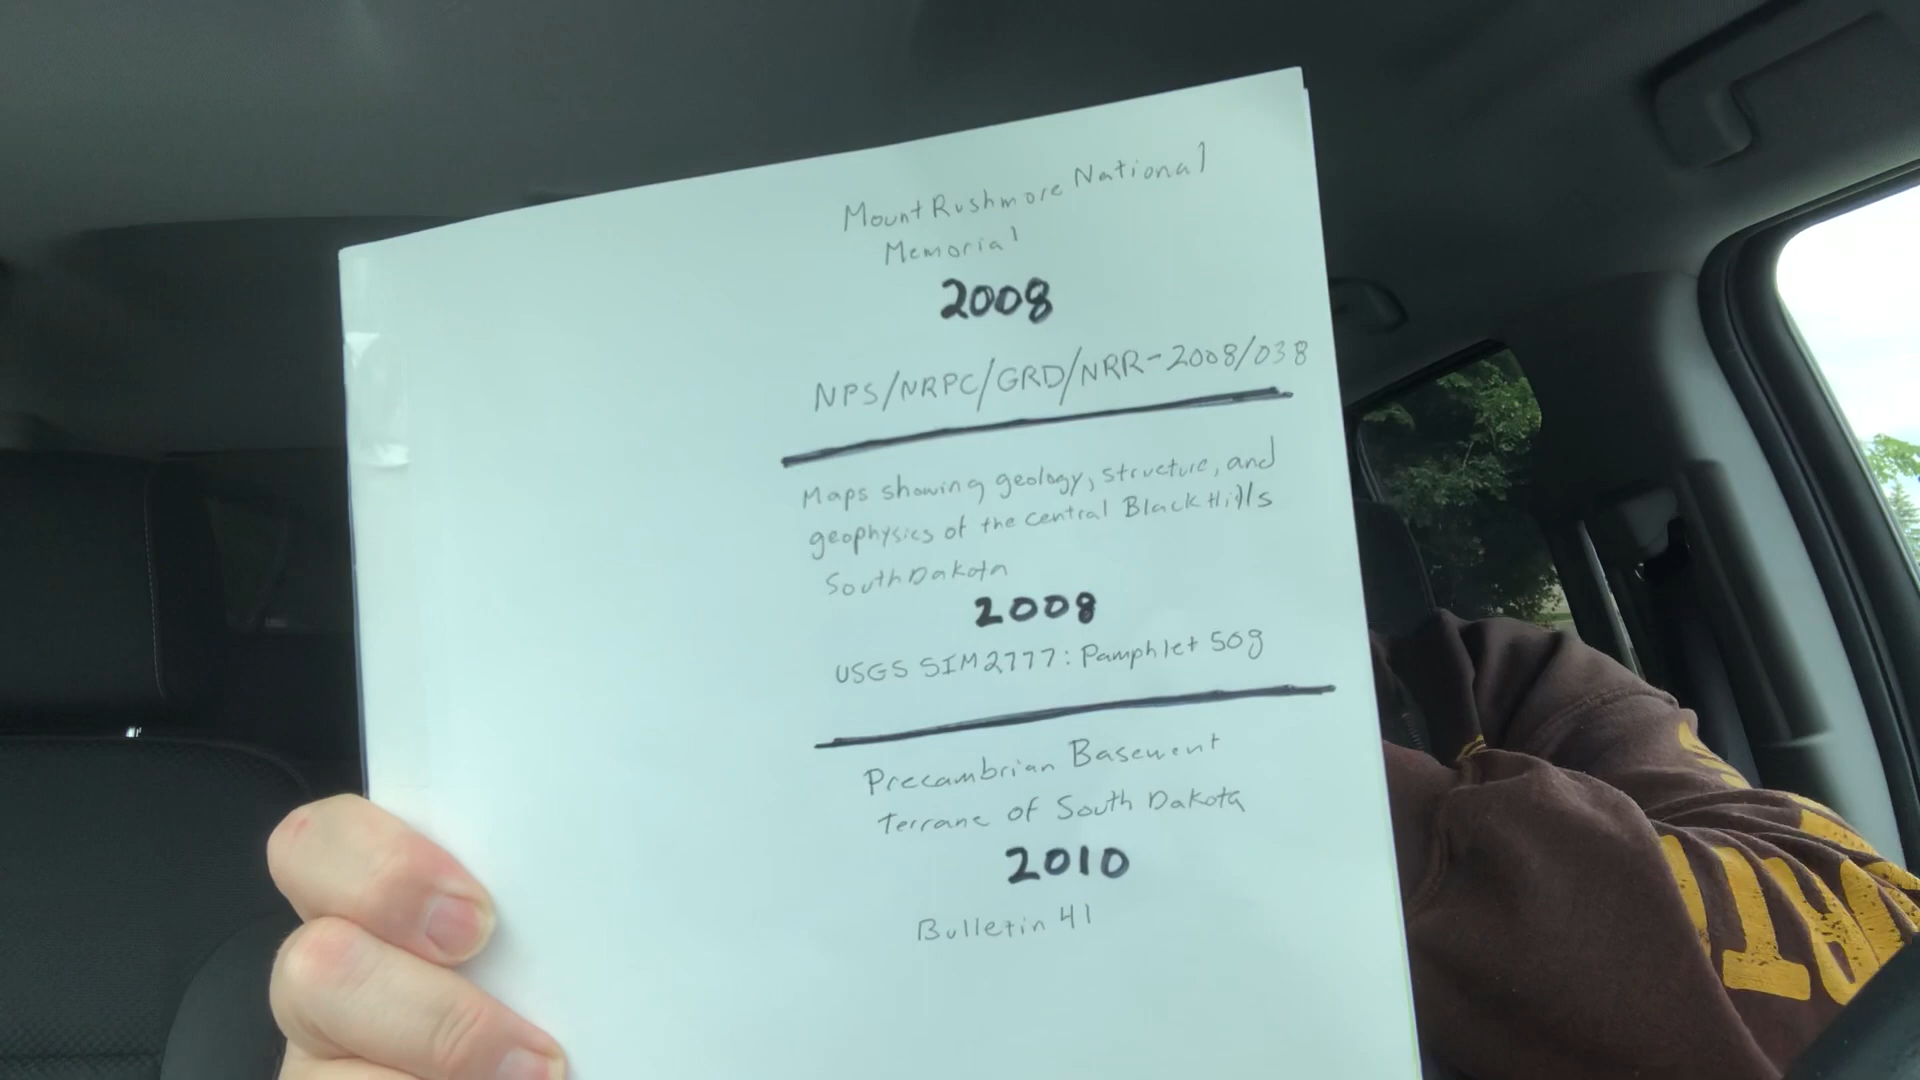 Mount Rushmore National
Memorial
2008
NPS/NRPC/GRD/NRR-2008/038
Maps showing geology, structure, and
geophysics of the central Black Hills
South Dakota
2008
USGS SIM2777: Pamphlet 50g
Precambrian Basement
terrane of South Dakota
2010
Bulletin 41